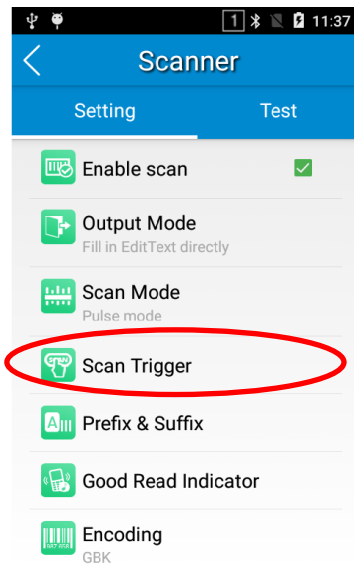 1 11:37
Scanner
Setting Test
Enable scan
Output Mode
Fill in EditText directly
Scan Mode
Pulse mode
Scan Trigger
Prefix & Suffix
Good Read Indicator
Encoding
GBK